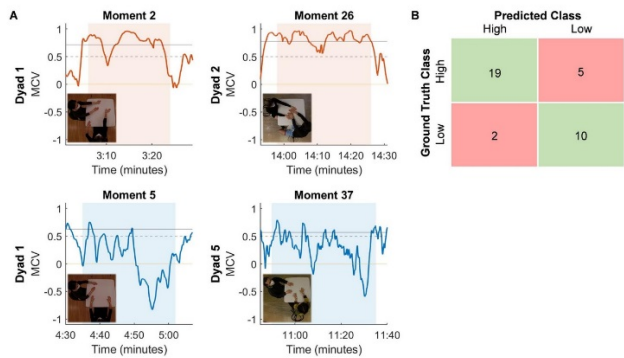 A
Moment 2
Dyad 1
MCV
1
0.5
0
-0.5
-1
3:10
3:20
Time (minutes)
Moment 26
Dyad 2
MCV
1
0.5
0
-0.5
-1
14:00
14:10
14:20
14:30
Time (minutes)
B
Predicted Class
High
Low
Ground Truth Class
High
Low
19
5
2
10
Moment 5
Dyad 1
MCV
1
0.5
0
-0.5
-1
4:30
4:40
4:50
5:00
Time (minutes)
Moment 37
Dyad 5
MCV
1
0.5
0
-0.5
-1
11:00
11:20
11:40
Time (minutes)